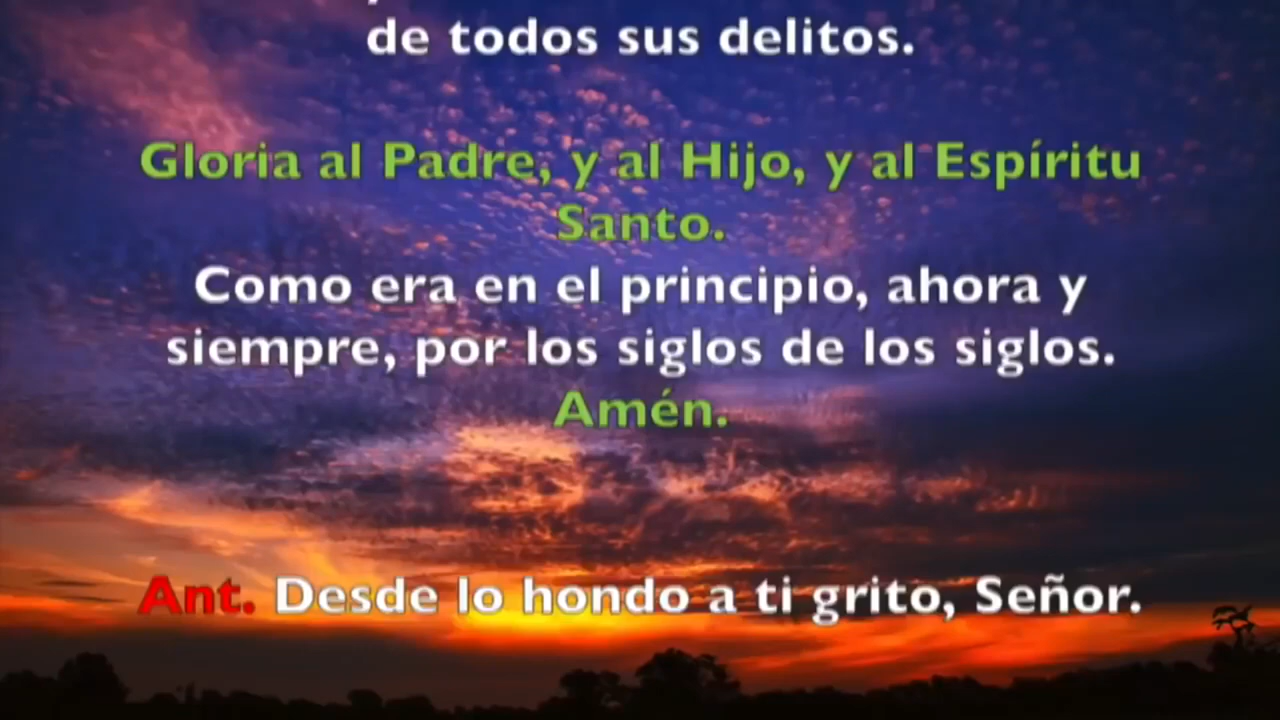 de todos sus delitos.
Gloria al Padre, y al Hijo, y al Espíritu
Santo.
Como era en el principio, ahora y
siempre, por los siglos de los siglos.
Amén.
Ant. Desde lo hondo a ti grito, Señor.